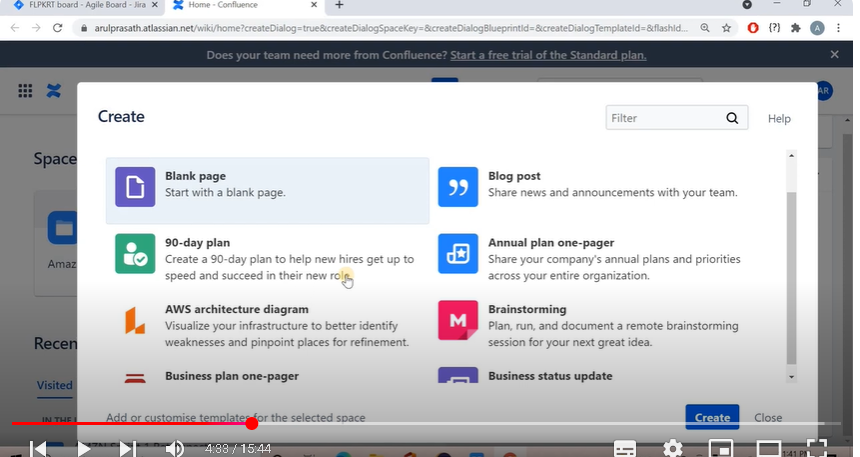 FLPKRT board - Agile Board - Jira
Home - Confluence
arulprasath.atlassian.net/wiki/home?createDialog=true&createDialogSpaceKey=&createDialogBlueprintId=&createDialogTemplateId=&flashId...
A
Does your team need more from Confluence? Start a free trial of the Standard plan.
AR
Create
Filter
Help
Space
Blank page
Start with a blank page.
Blog post
Share news and announcements with your team.
Amaz
90-day plan
Create a 90-day plan to help new hires get up to
speed and succeed in their new role.
Annual plan one-pager
Share your company's annual plans and priorities
across your entire organization.
AWS architecture diagram
Visualize your infrastructure to better identify
weaknesses and pinpoint places for refinement.
Brainstorming
Plan, run, and document a remote brainstorming
session for your next great idea.
Recen
Visited
Business plan one-pager
Business status update
IN THE L
Add or customise templates for the selected space
Create
Close
4:33 / 15:44
1:41 PM